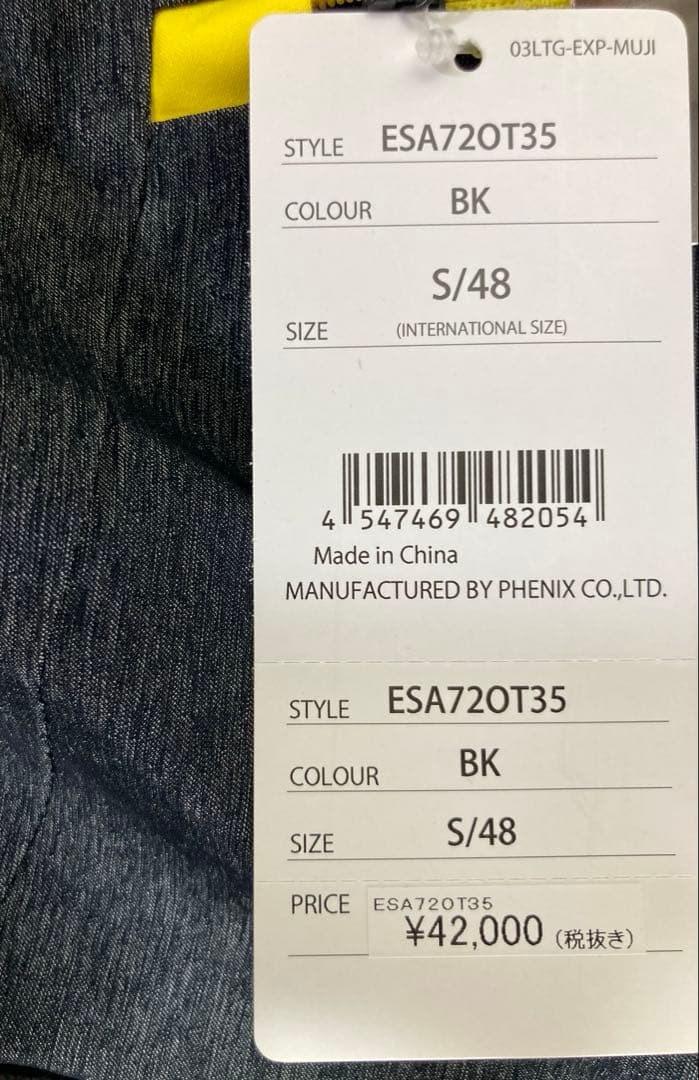 03LTG-EXP-MUJI
STYLE ESA72OT35
COLOUR BK
S/48
SIZE (INTERNATIONAL SIZE)
4 547469 482054
Made in China
MANUFACTURED BY PHENIX CO.,LTD.
STYLE ESA72OT35
COLOUR BK
SIZE S/48
PRICE ESA72OT35
¥42,000 (税抜き)